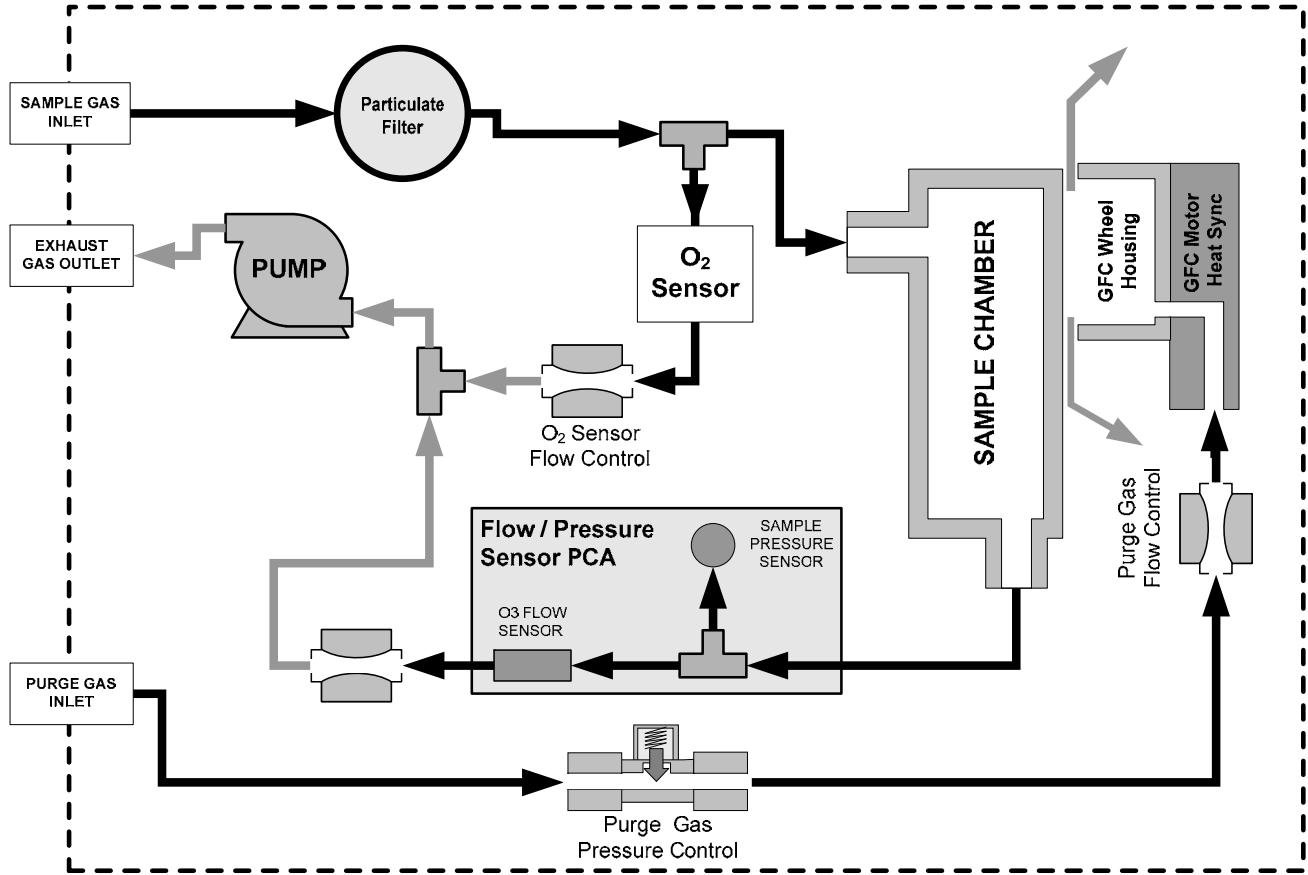 SAMPLE GAS
INLET
Particulate
Filter
EXHAUST
GAS OUTLET
PUMP
O₂
Sensor
SAMPLE CHAMBER
GFC Wheel
Housing
GFC Motor
Heat Sync
O₂ Sensor
Flow Control
Flow / Pressure
Sensor PCA
SAMPLE
PRESSURE
SENSOR
O3 FLOW
SENSOR
Purge Gas
Flow Control
PURGE GAS
INLET
Purge Gas
Pressure Control